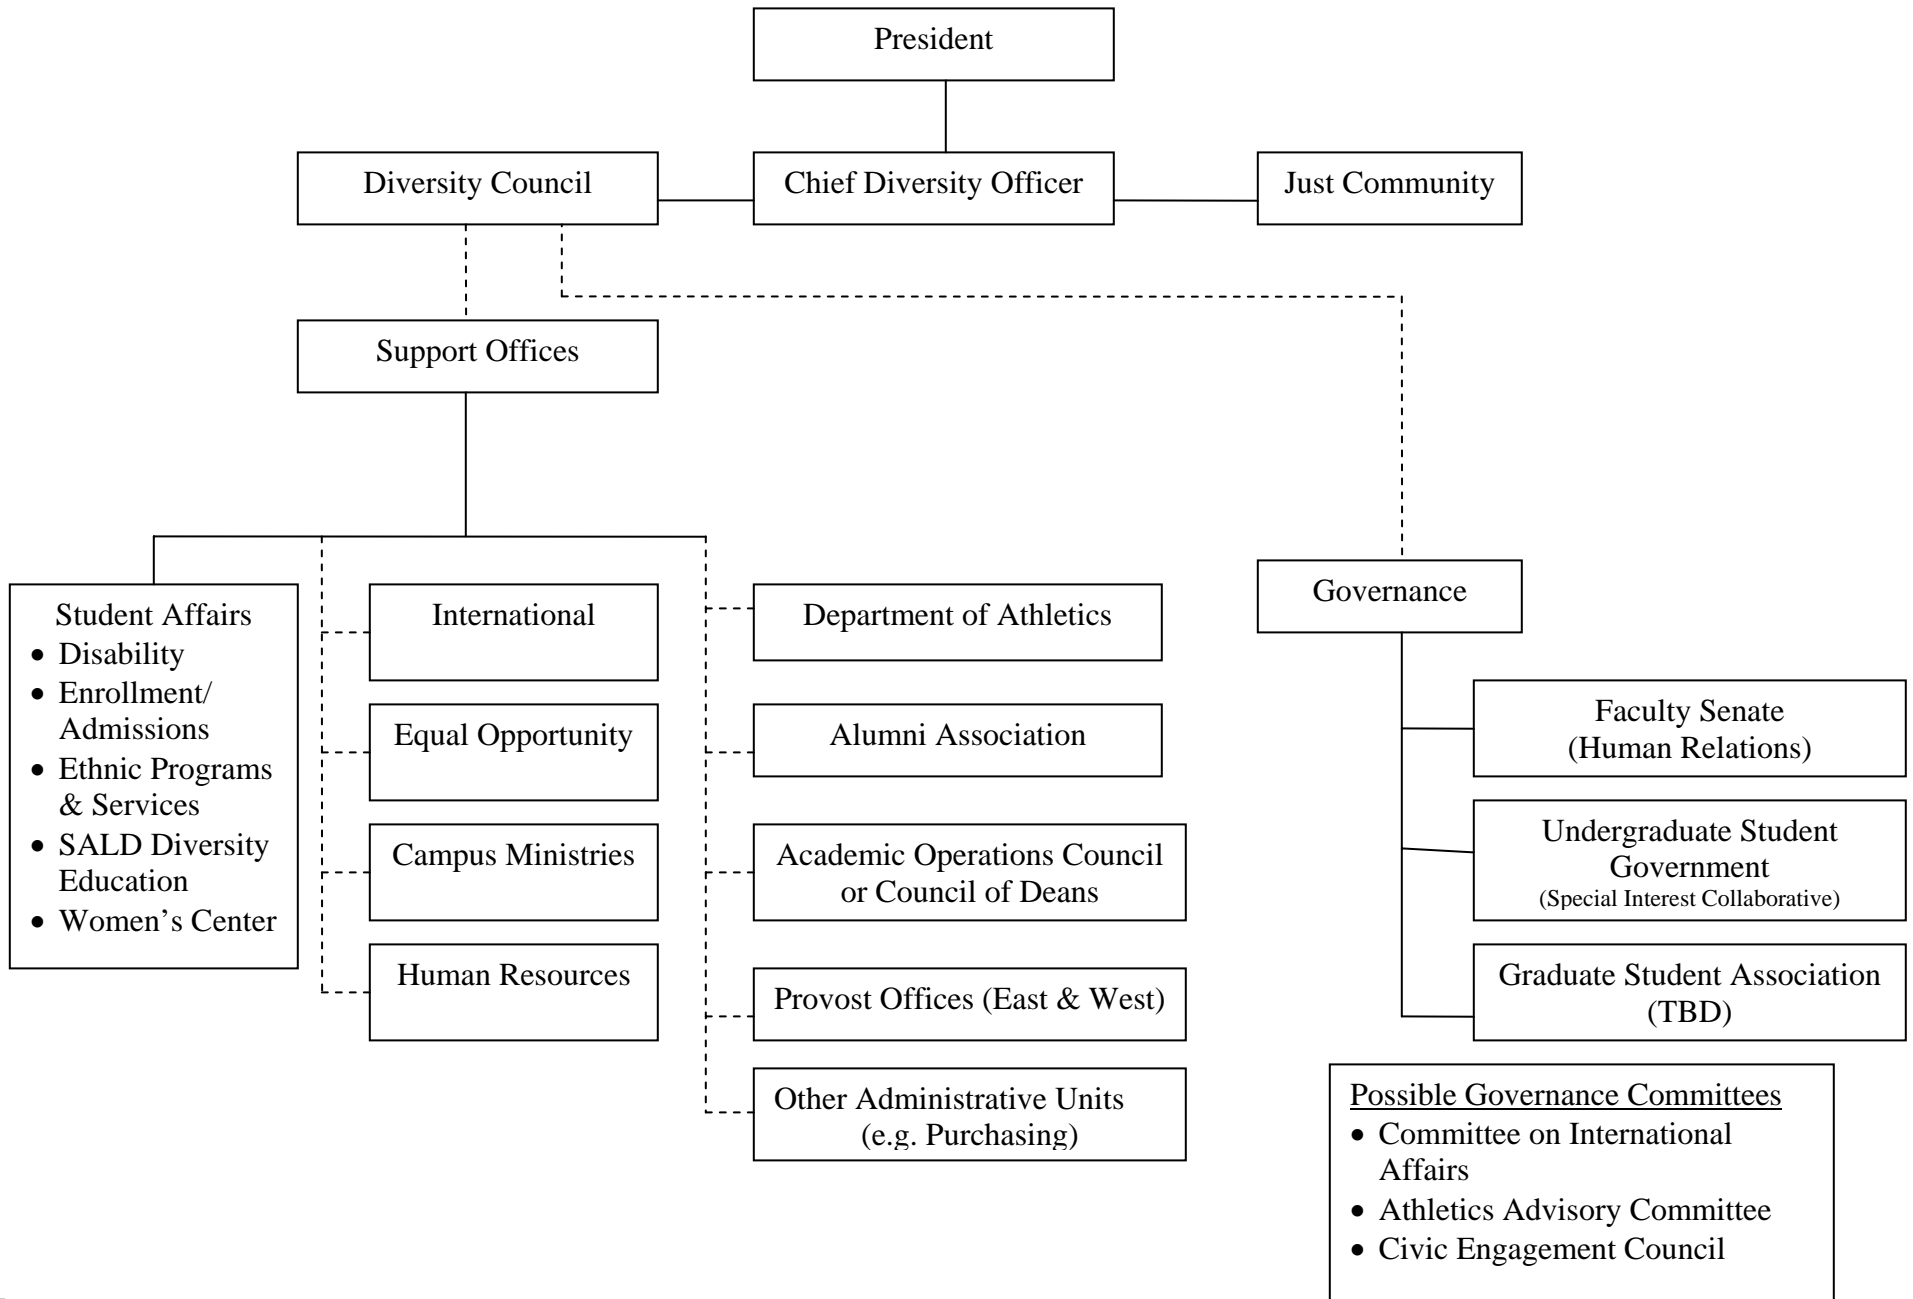 President
Diversity Council
Chief Diversity Officer
Just Community
Support Offices
Student Affairs
• Disability
• Enrollment/
Admissions
• Ethnic Programs
& Services
• SALD Diversity
Education
• Women’s Center
International
Equal Opportunity
Campus Ministries
Human Resources
Department of Athletics
Alumni Association
Academic Operations Council
or Council of Deans
Provost Offices (East & West)
Other Administrative Units
(e.g. Purchasing)
Governance
Faculty Senate
(Human Relations)
Undergraduate Student
Government
(Special Interest Collaborative)
Graduate Student Association
(TBD)
Possible Governance Committees
• Committee on International
Affairs
• Athletics Advisory Committee
• Civic Engagement Council